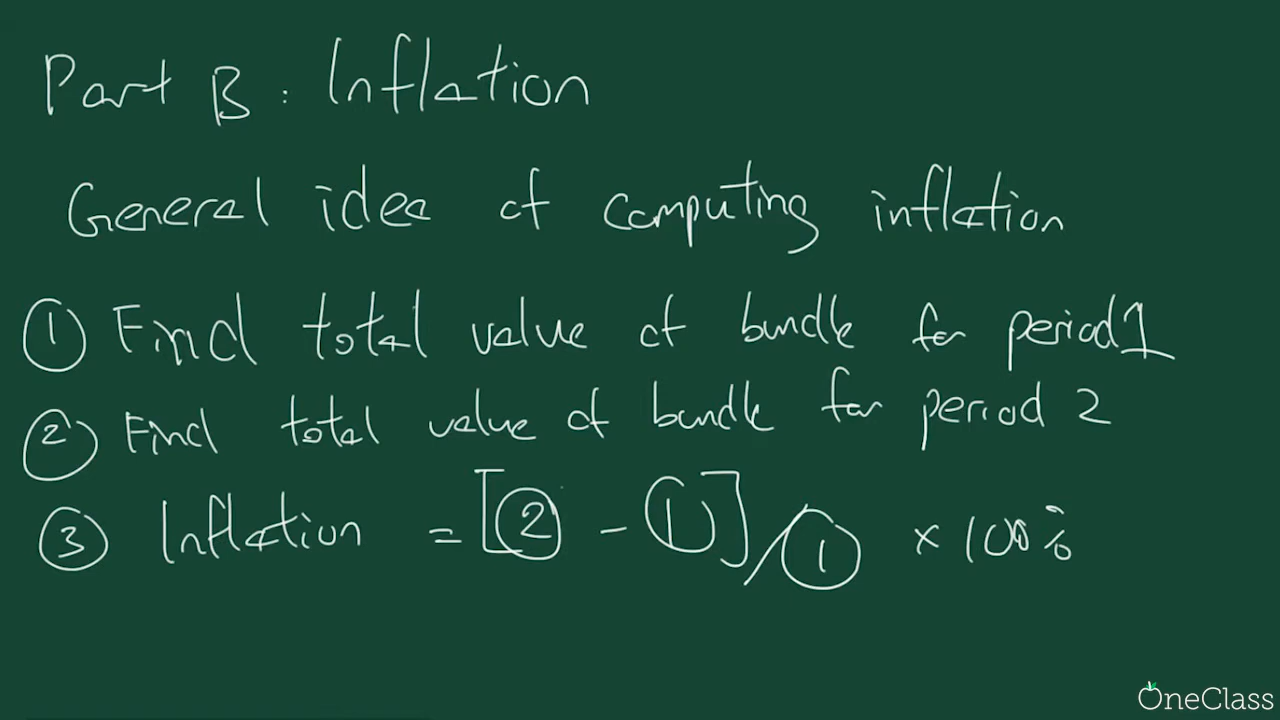 Part B : Inflation
General idea of computing inflation
① Find total value of bundle for period 1
② Find total value of bundle for period 2
③ Inflation = [② - ①] / ① × 100%
OneClass